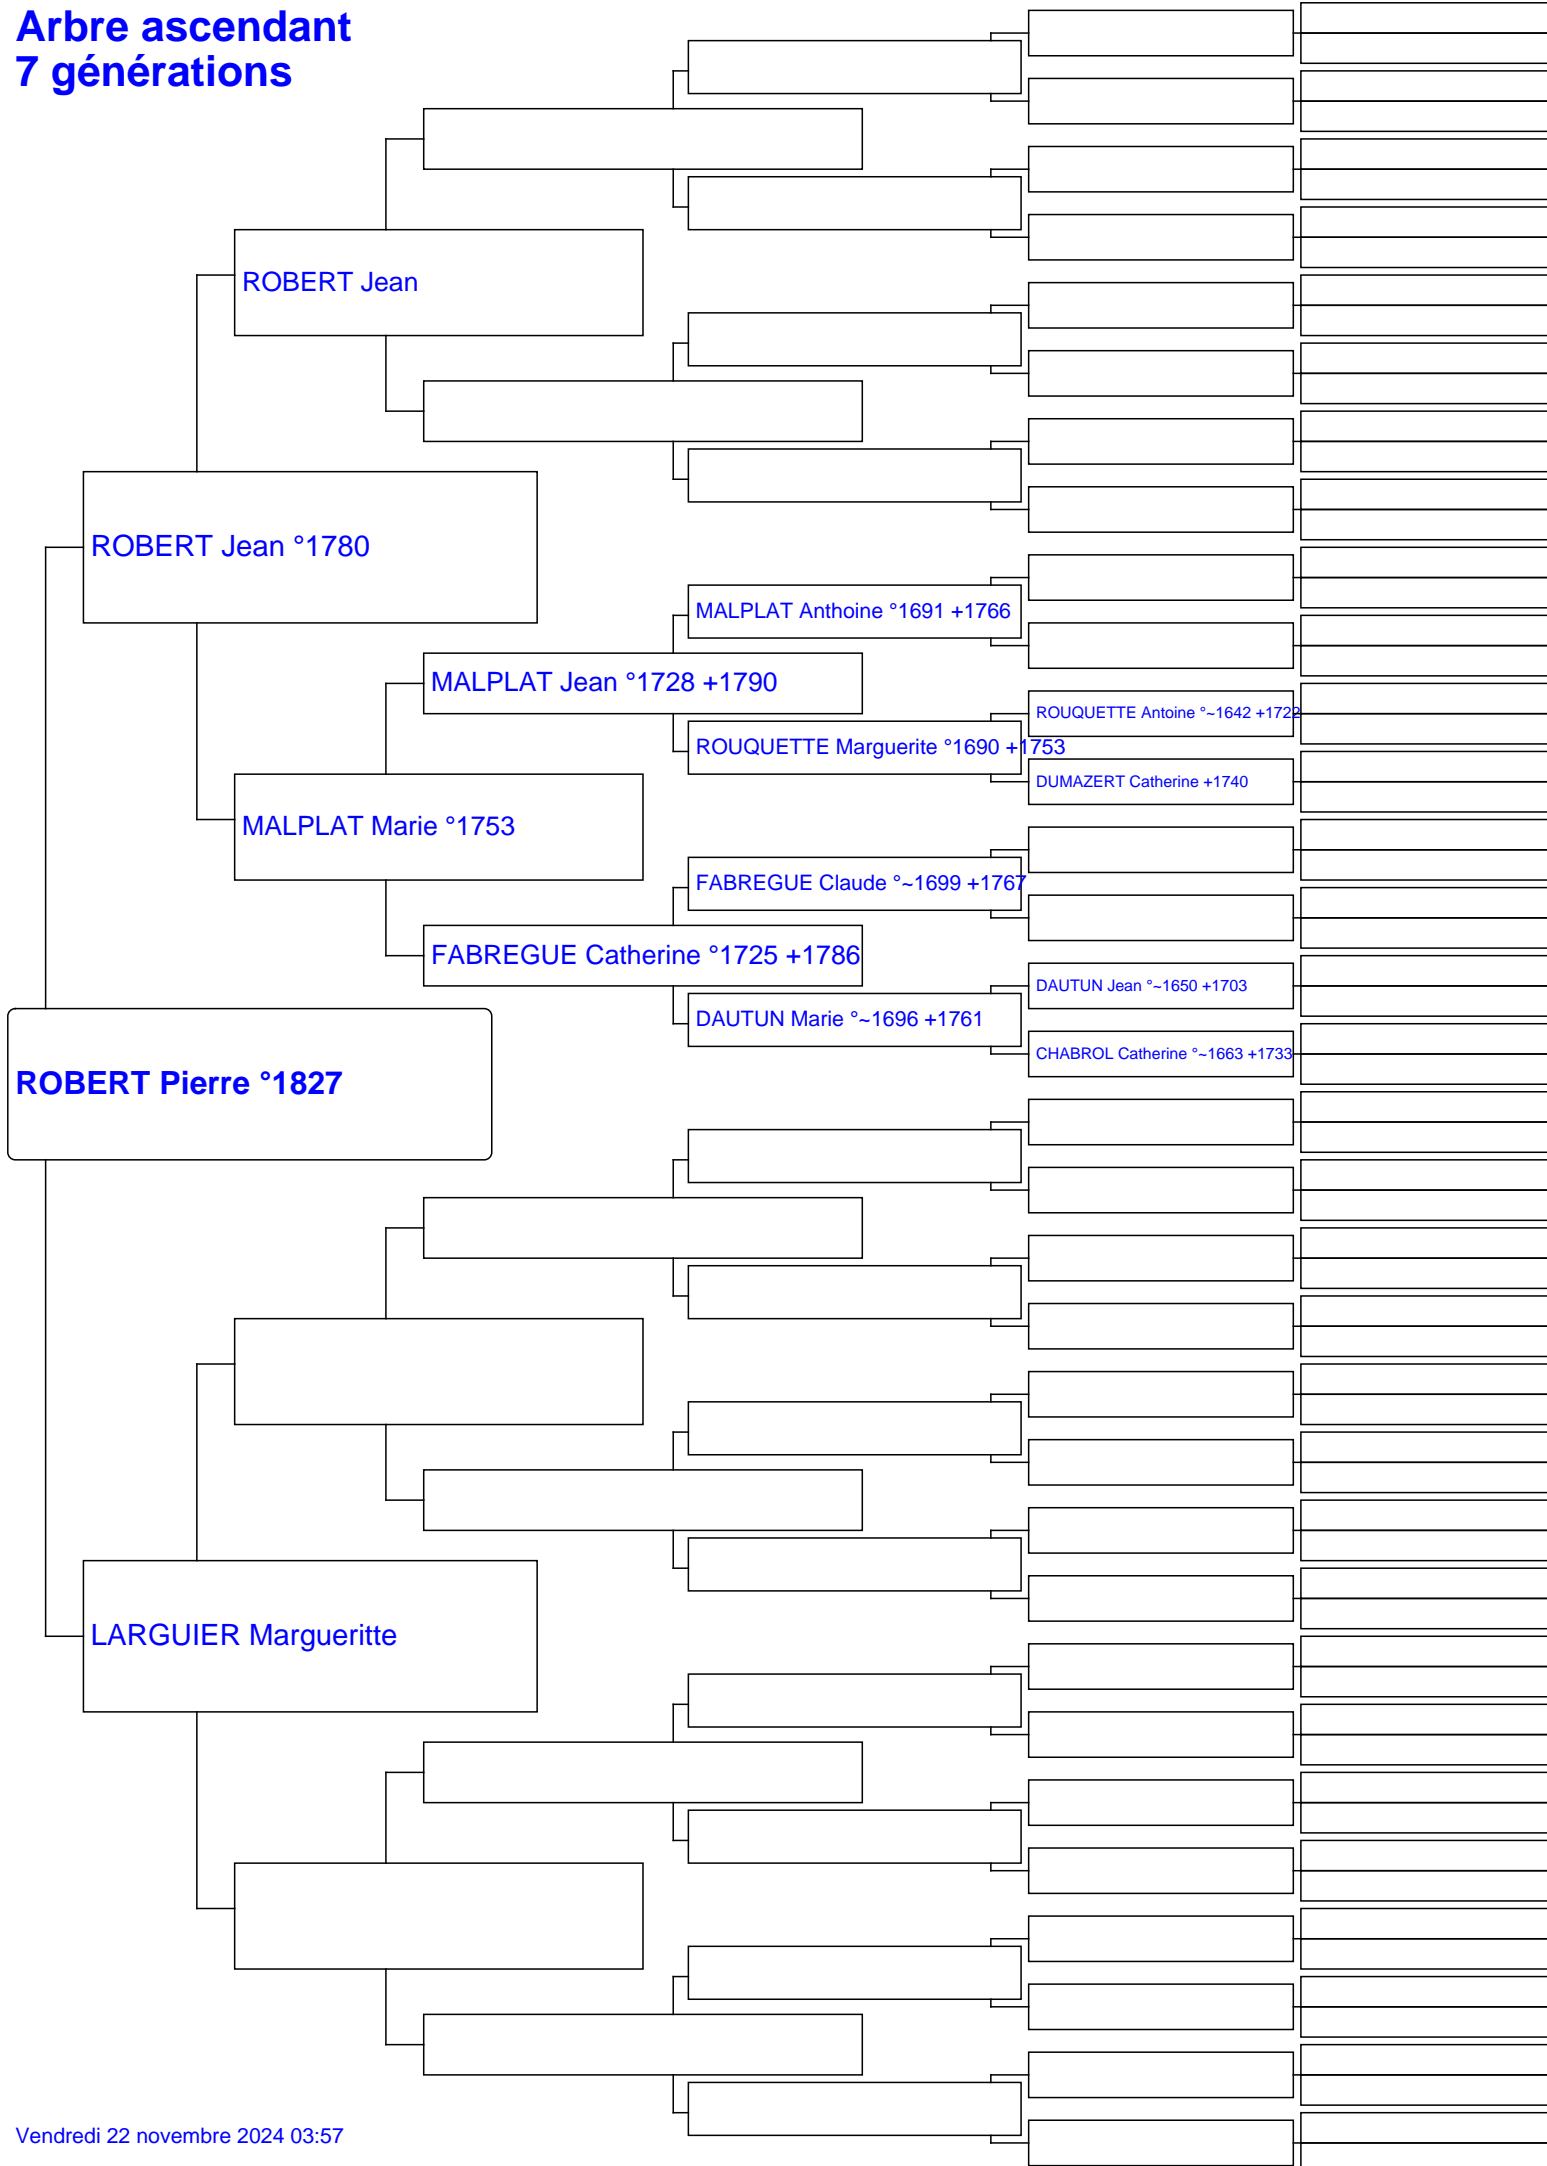 Arbre ascendant
7 générations
ROBERT Jean
ROBERT Jean °1780
MALPLAT Anthoine °1691 +1766
MALPLAT Jean °1728 +1790
ROUQUETTE Antoine °~1642 +1722
ROUQUETTE Marguerite °1690 +1753
DUMAZERT Catherine +1740
MALPLAT Marie °1753
FABREGUE Claude °~1699 +1767
FABREGUE Catherine °1725 +1786
DAUTUN Jean °~1650 +1703
DAUTUN Marie °~1696 +1761
CHABROL Catherine °~1663 +1733
ROBERT Pierre °1827
LARGUIER Margueritte
Vendredi 22 novembre 2024 03:57